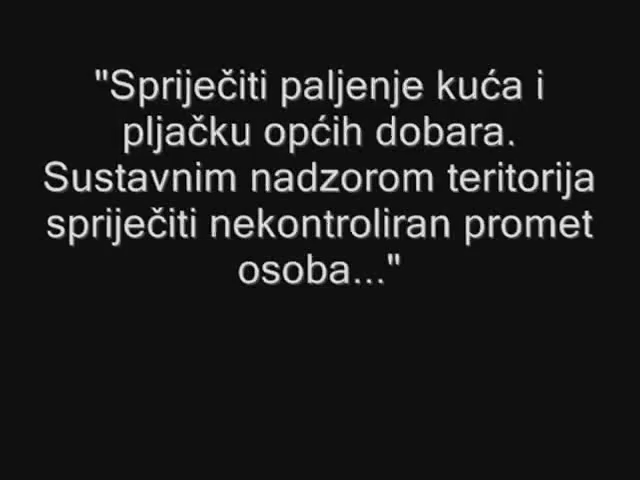 "Spriječiti paljenje kuća i
pljačku općih dobara.
Sustavnim nadzorom teritorija
spriječiti nekontroliran promet
osoba..."